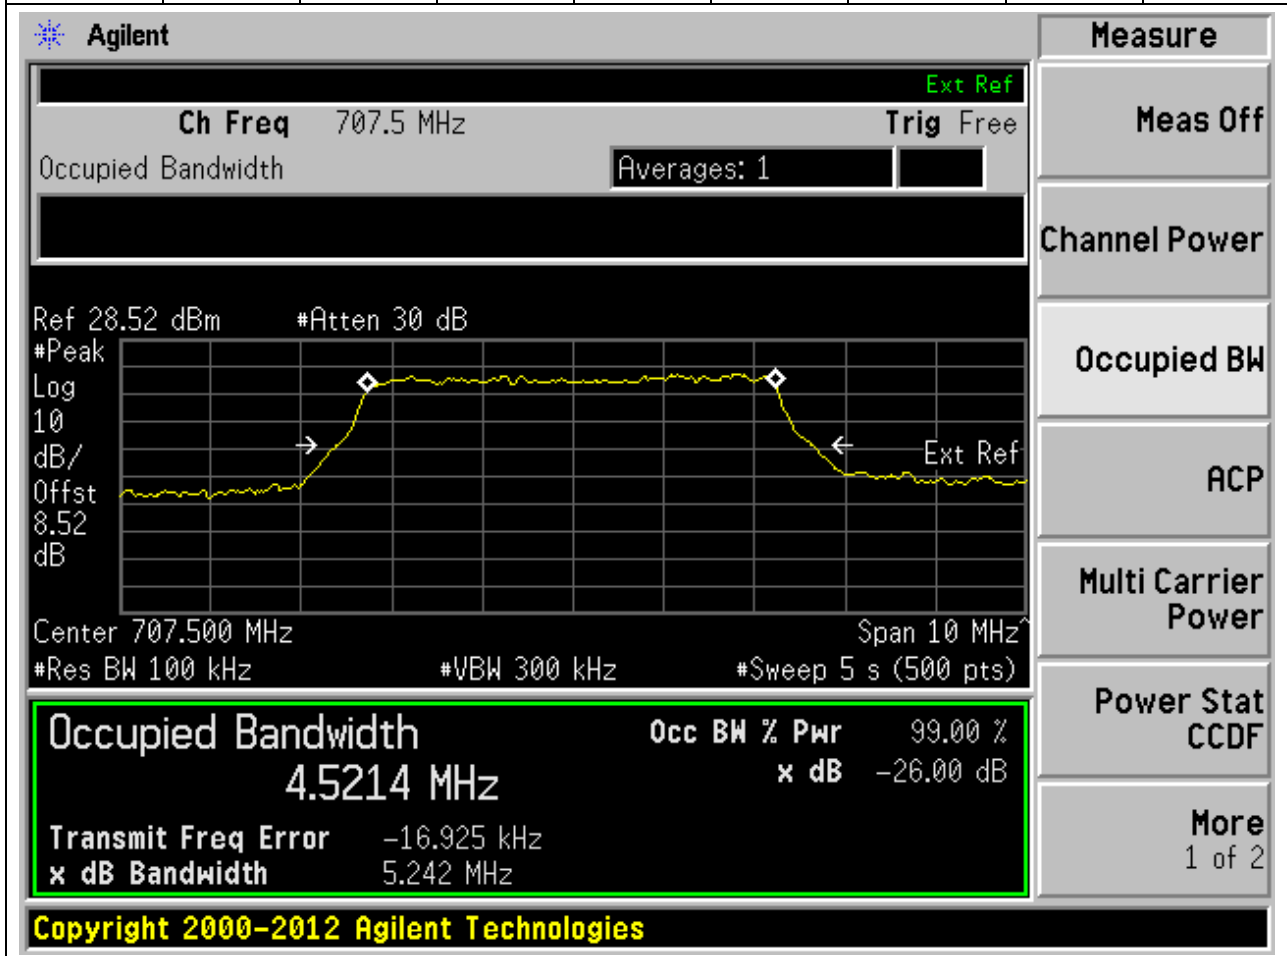 Agilent
Measure
Ext Ref
Ch Freq 707.5 MHz Trig Free
Occupied Bandwidth Averages: 1
Meas Off
Channel Power
Occupied BW
ACP
Multi Carrier
Power
Power Stat
CCDF
More
1 of 2
Ref 28.52 dBm #Atten 30 dB
#Peak
Log
10
dB/
Offst
8.52
dB
Ext Ref
Center 707.500 MHz Span 10 MHz^
#Res BW 100 kHz #VBW 300 kHz #Sweep 5 s (500 pts)
Occupied Bandwidth Occ BW % Pwr 99.00 %
4.5214 MHz x dB -26.00 dB
Transmit Freq Error -16.925 kHz
x dB Bandwidth 5.242 MHz
Copyright 2000-2012 Agilent Technologies